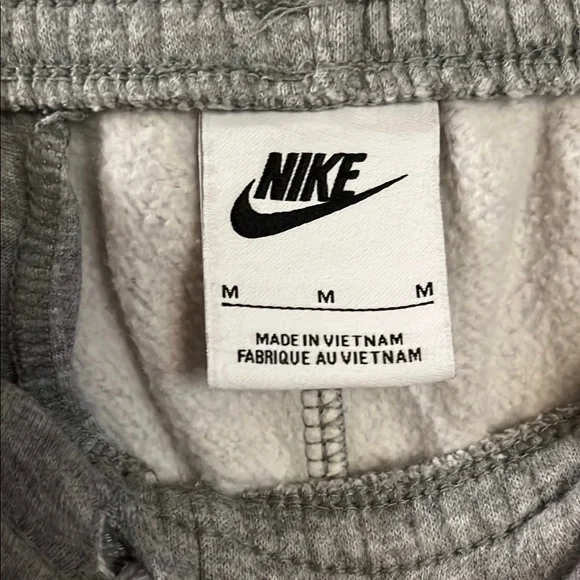 NIKE
M M M
MADE IN VIETNAM
FABRIQUE AU VIETNAM